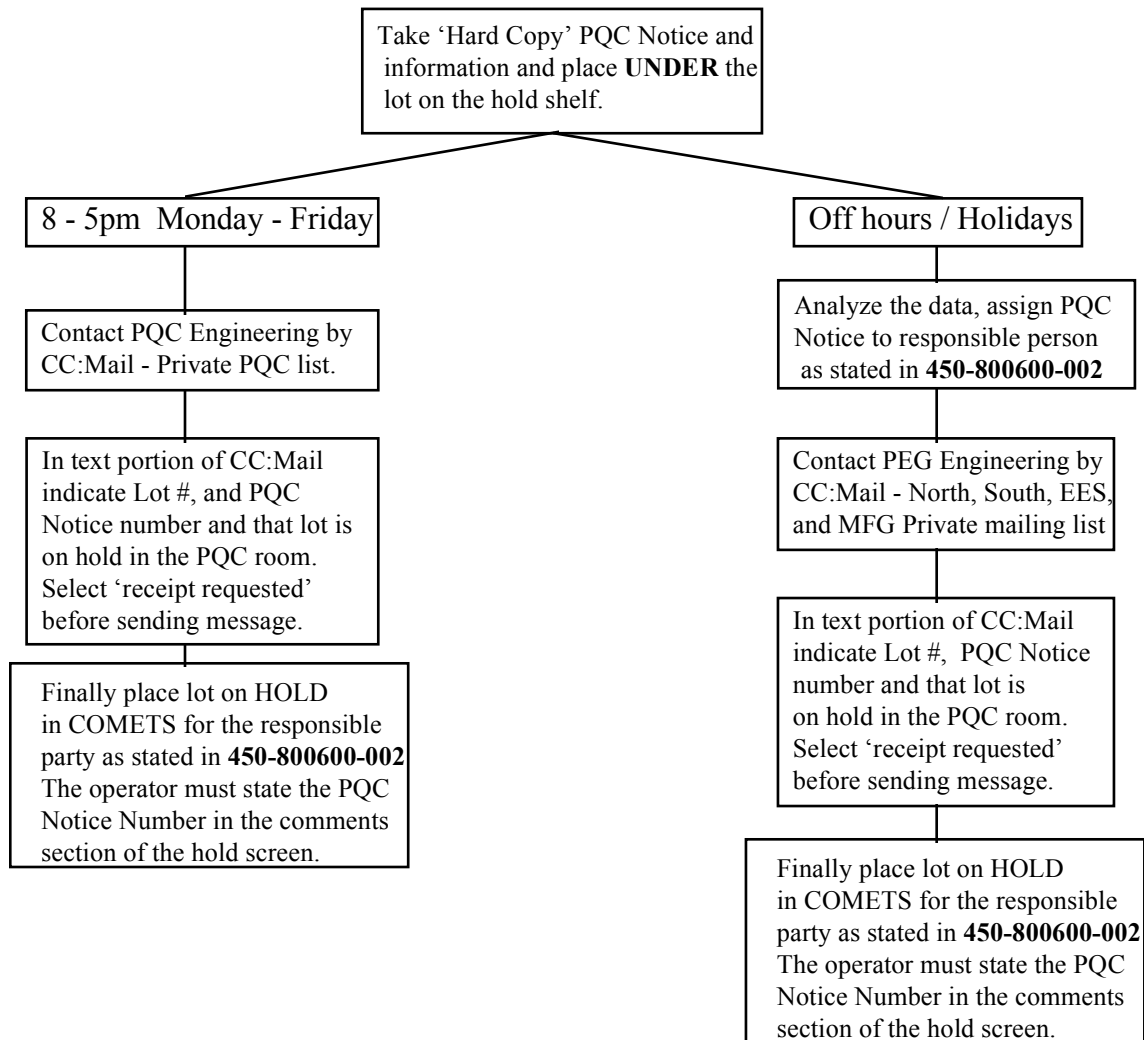 Take ‘Hard Copy’ PQC Notice and
information and place UNDER the
lot on the hold shelf.
8 - 5pm Monday - Friday
Contact PQC Engineering by
CC:Mail - Private PQC list.
In text portion of CC:Mail
indicate Lot #, and PQC
Notice number and that lot is
on hold in the PQC room.
Select ‘receipt requested’
before sending message.
Finally place lot on HOLD
in COMETS for the responsible
party as stated in 450-800600-002
The operator must state the PQC
Notice Number in the comments
section of the hold screen.
Off hours / Holidays
Analyze the data, assign PQC
Notice to responsible person
as stated in 450-800600-002
Contact PEG Engineering by
CC:Mail - North, South, EES,
and MFG Private mailing list
In text portion of CC:Mail
indicate Lot #, PQC Notice
number and that lot is
on hold in the PQC room.
Select ‘receipt requested’
before sending message.
Finally place lot on HOLD
in COMETS for the responsible
party as stated in 450-800600-002
The operator must state the PQC
Notice Number in the comments
section of the hold screen.